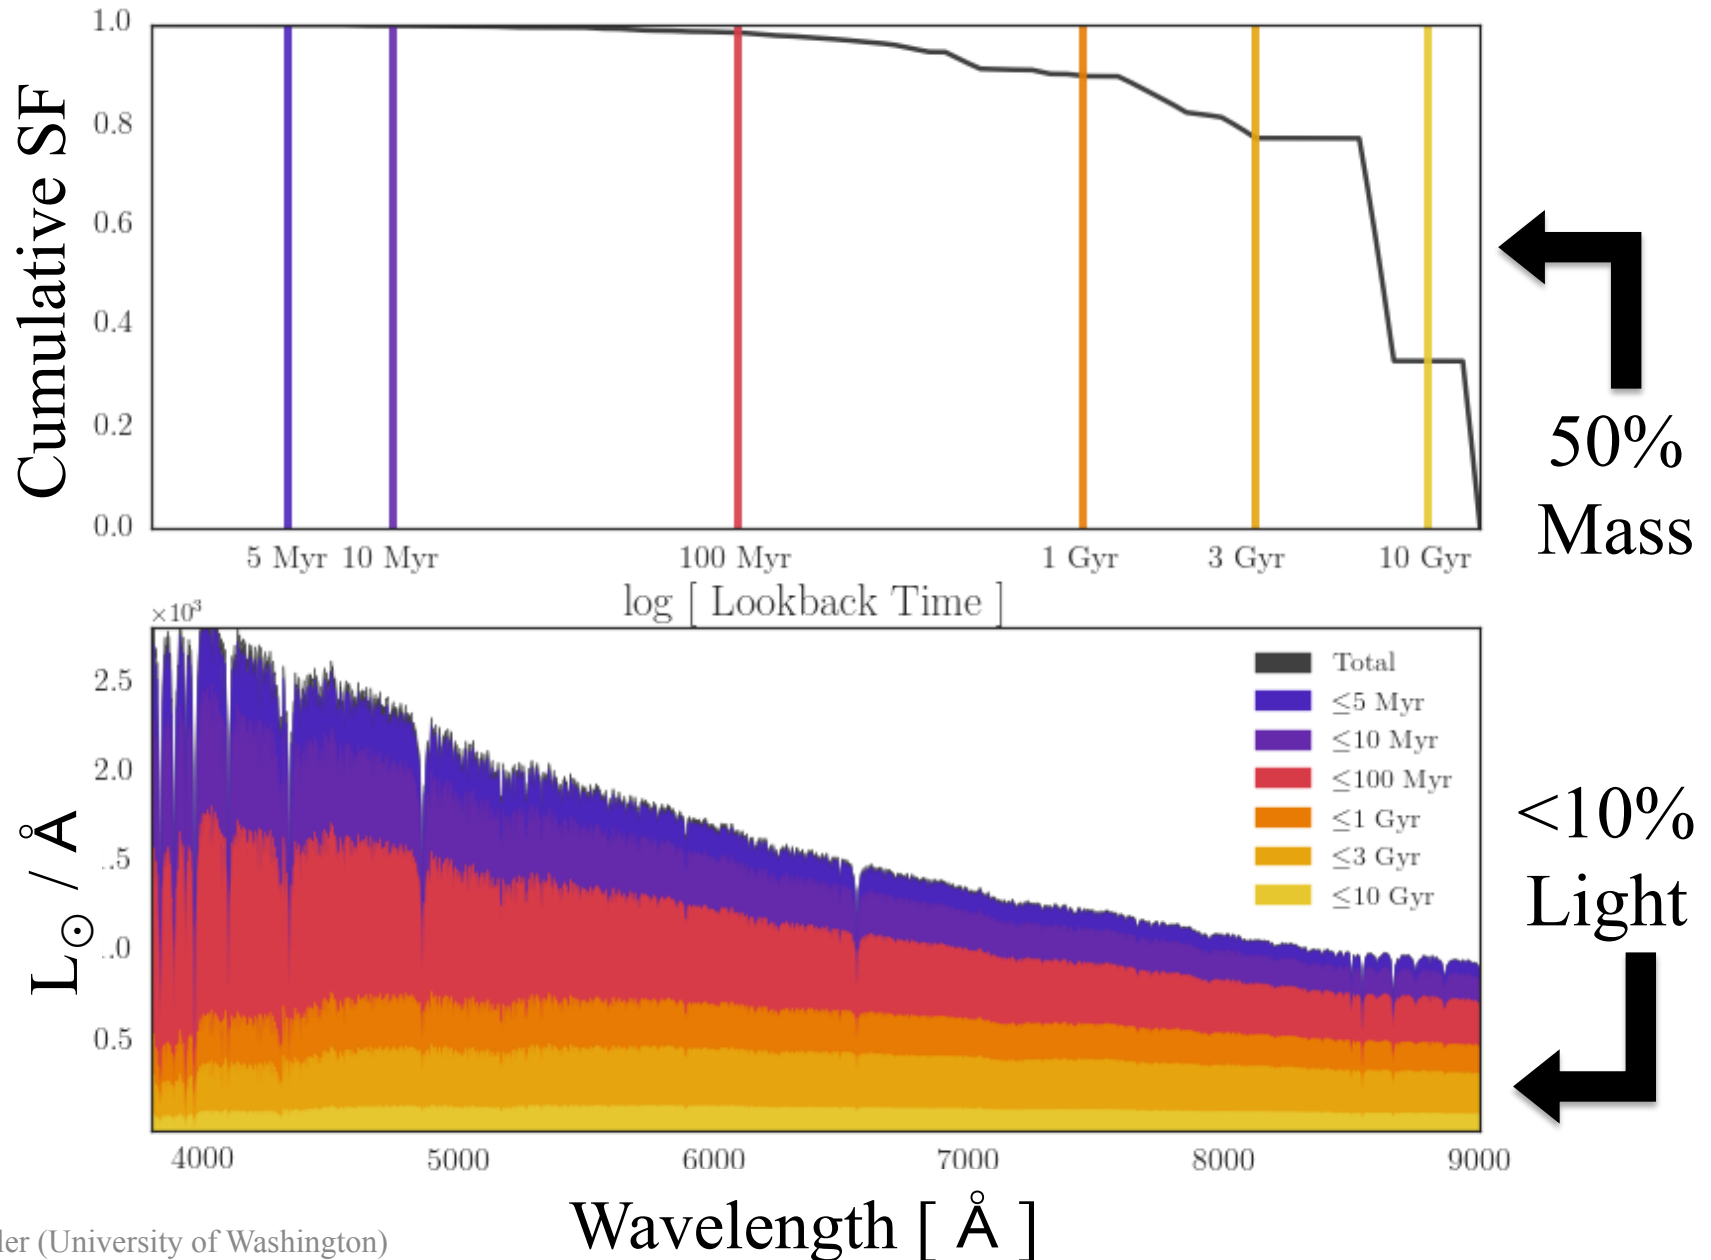 1.0
0.8
0.6
0.4
0.2
0.0
Cumulative SF
5 Myr 10 Myr 100 Myr 1 Gyr 3 Gyr 10 Gyr
log [ Lookback Time ]
50%
Mass
×10³
2.5
2.0
.5
.0
0.5
L☉ / Å
Total
≤5 Myr
≤10 Myr
≤100 Myr
≤1 Gyr
≤3 Gyr
≤10 Gyr
<10%
Light
4000 5000 6000 7000 8000 9000
Wavelength [ Å ]
ler (University of Washington)